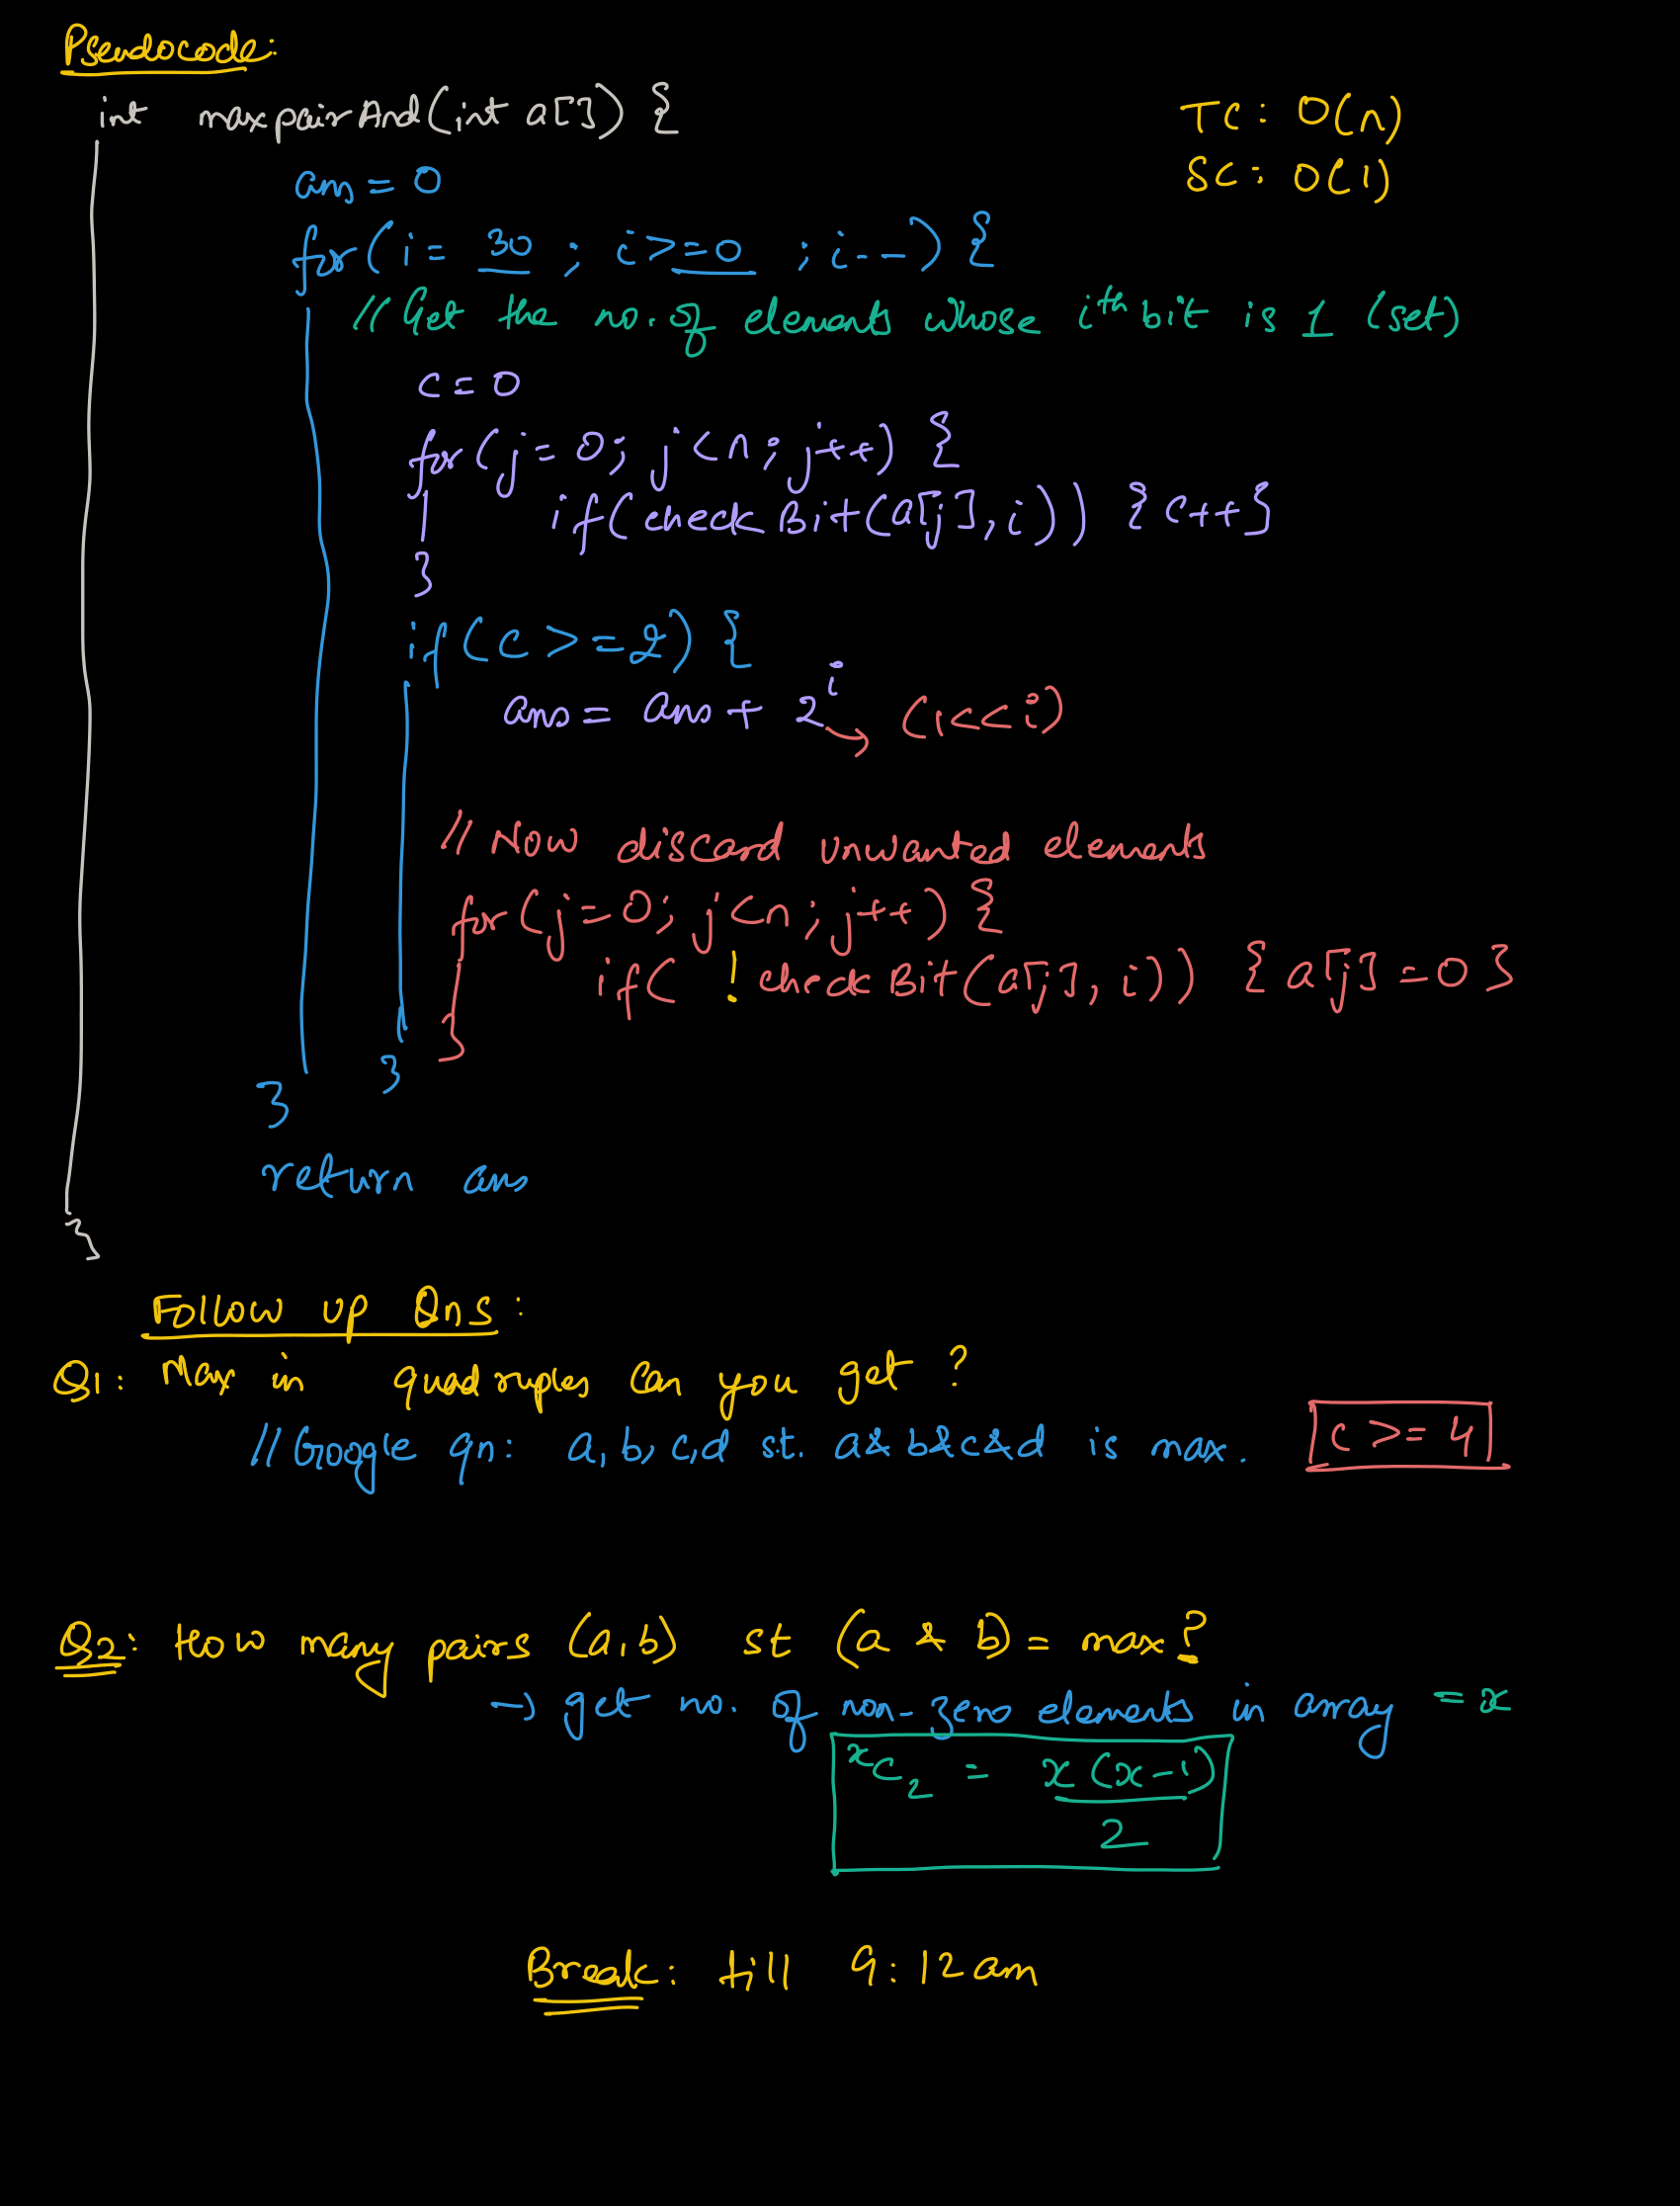 Pseudocode:
int maxpairAnd(int a[]) {
TC: O(n)
SC: O(1)
ans = 0
for(i= 30 ; i>=0 ; i--) {
// Get the no. of elements whose i^th bit is 1 (set)
c = 0
for(j= 0; j<n; j++) {
if(checkBit(a[j], i)) { c++}
}
if(c >=2) {
ans = ans + 2^i → (1<<i)
// Now discard unwanted elements
for(j=0; j<n; j++) {
if( ! checkBit(a[j], i)) { a[j] = 0 }
}
}
}
return ans
}
Follow up Qns:
Q1: Max in quadruples can you get ?
// Google qn: a, b, c, d st. a& b&c&d is max. c >= 4
Q2: How many pairs (a,b) st (a & b) = max?
→ get no. of non-zero elements in array = x
xC2 = x(x-1)
2
Break: till 9:12am